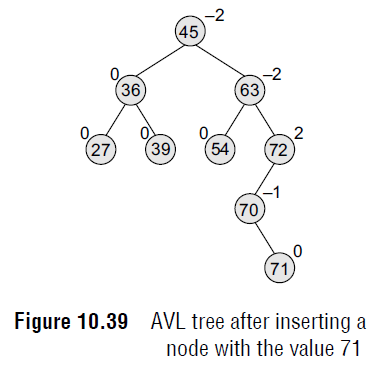 45 –2
0 36 63 –2
0 27 0 39 0 54 72 2
70 –1
71 0
Figure 10.39 AVL tree after inserting a
node with the value 71